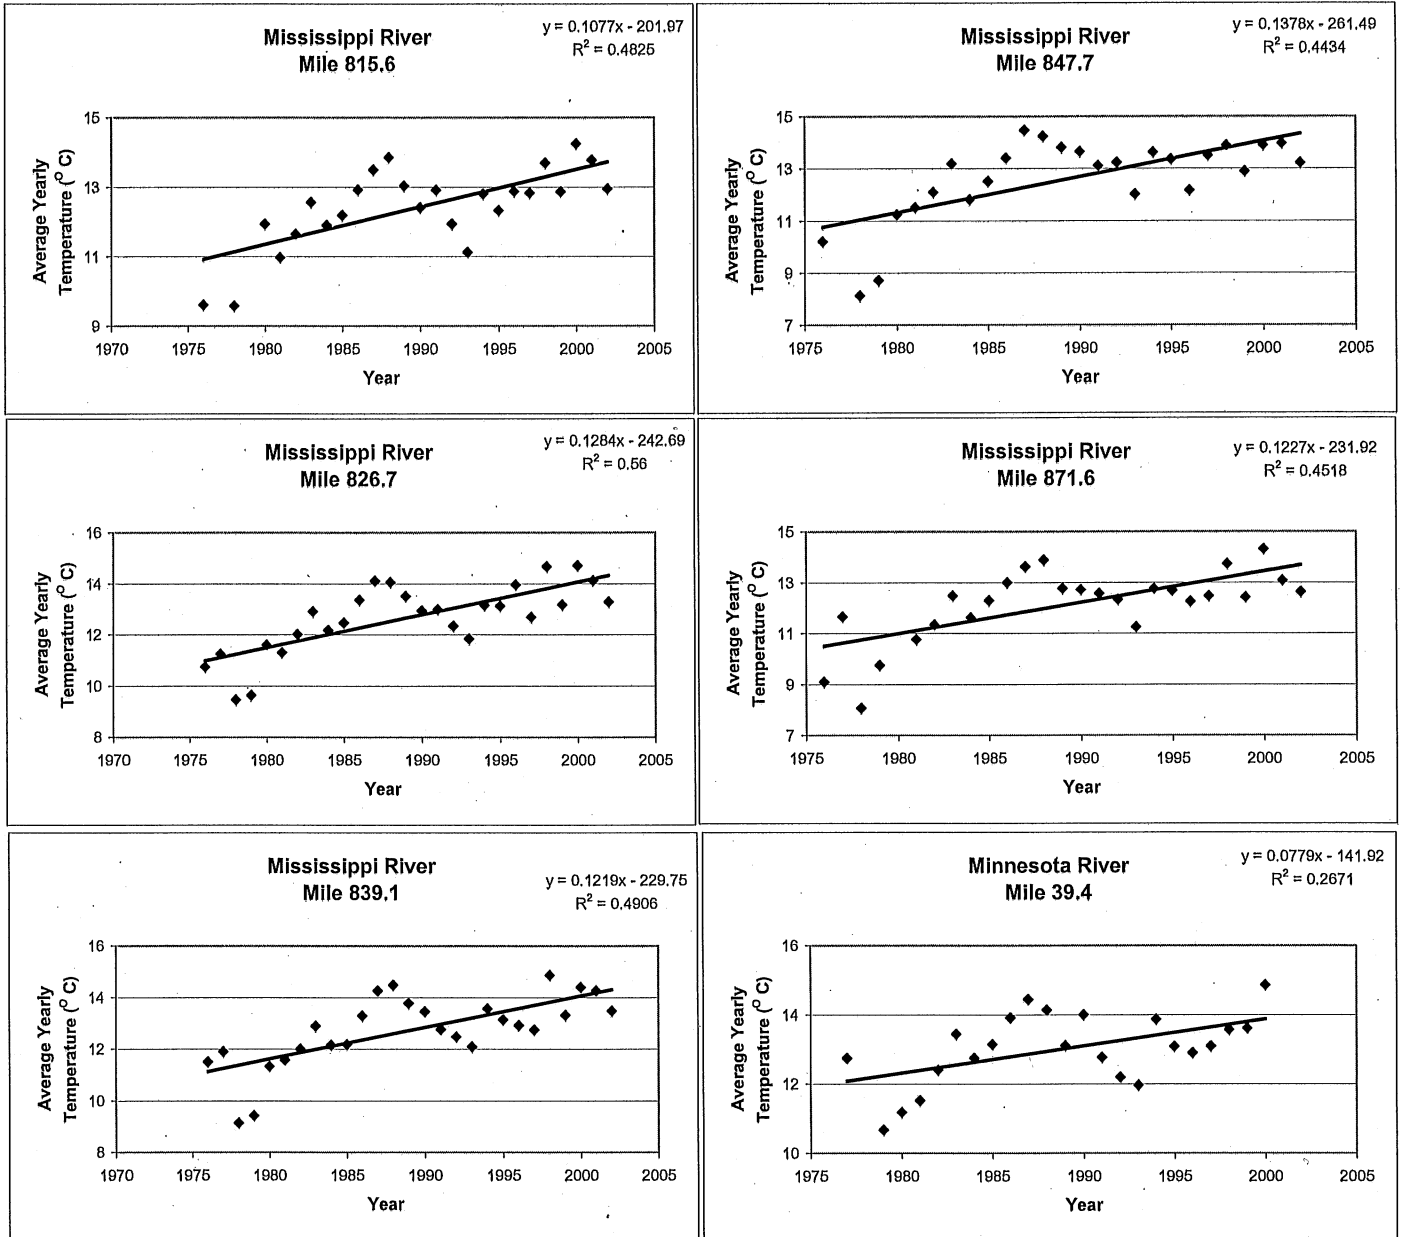 Mississippi River
Mile 815.6
y = 0.1077x - 201.97
R² = 0.4825
Average Yearly
Temperature (° C)
15
13
11
9
1970 1975 1980 1985 1990 1995 2000 2005
Year
Mississippi River
Mile 847.7
y = 0.1378x - 261.49
R² = 0.4434
Average Yearly
Temperature (° C)
15
13
11
9
7
1975 1980 1985 1990 1995 2000 2005
Year
Mississippi River
Mile 826.7
y = 0.1284x - 242.69
R² = 0.56
Average Yearly
Temperature (° C)
16
14
12
10
8
1970 1975 1980 1985 1990 1995 2000 2005
Year
Mississippi River
Mile 871.6
y = 0.1227x - 231.92
R² = 0.4518
Average Yearly
Temperature (° C)
15
13
11
9
7
1975 1980 1985 1990 1995 2000 2005
Year
Mississippi River
Mile 839.1
y = 0.1219x - 229.75
R² = 0.4906
Average Yearly
Temperature (° C)
16
14
12
10
8
1970 1975 1980 1985 1990 1995 2000 2005
Year
Minnesota River
Mile 39.4
y = 0.0779x - 141.92
R² = 0.2671
Average Yearly
Temperature (° C)
16
14
12
10
1975 1980 1985 1990 1995 2000 2005
Year